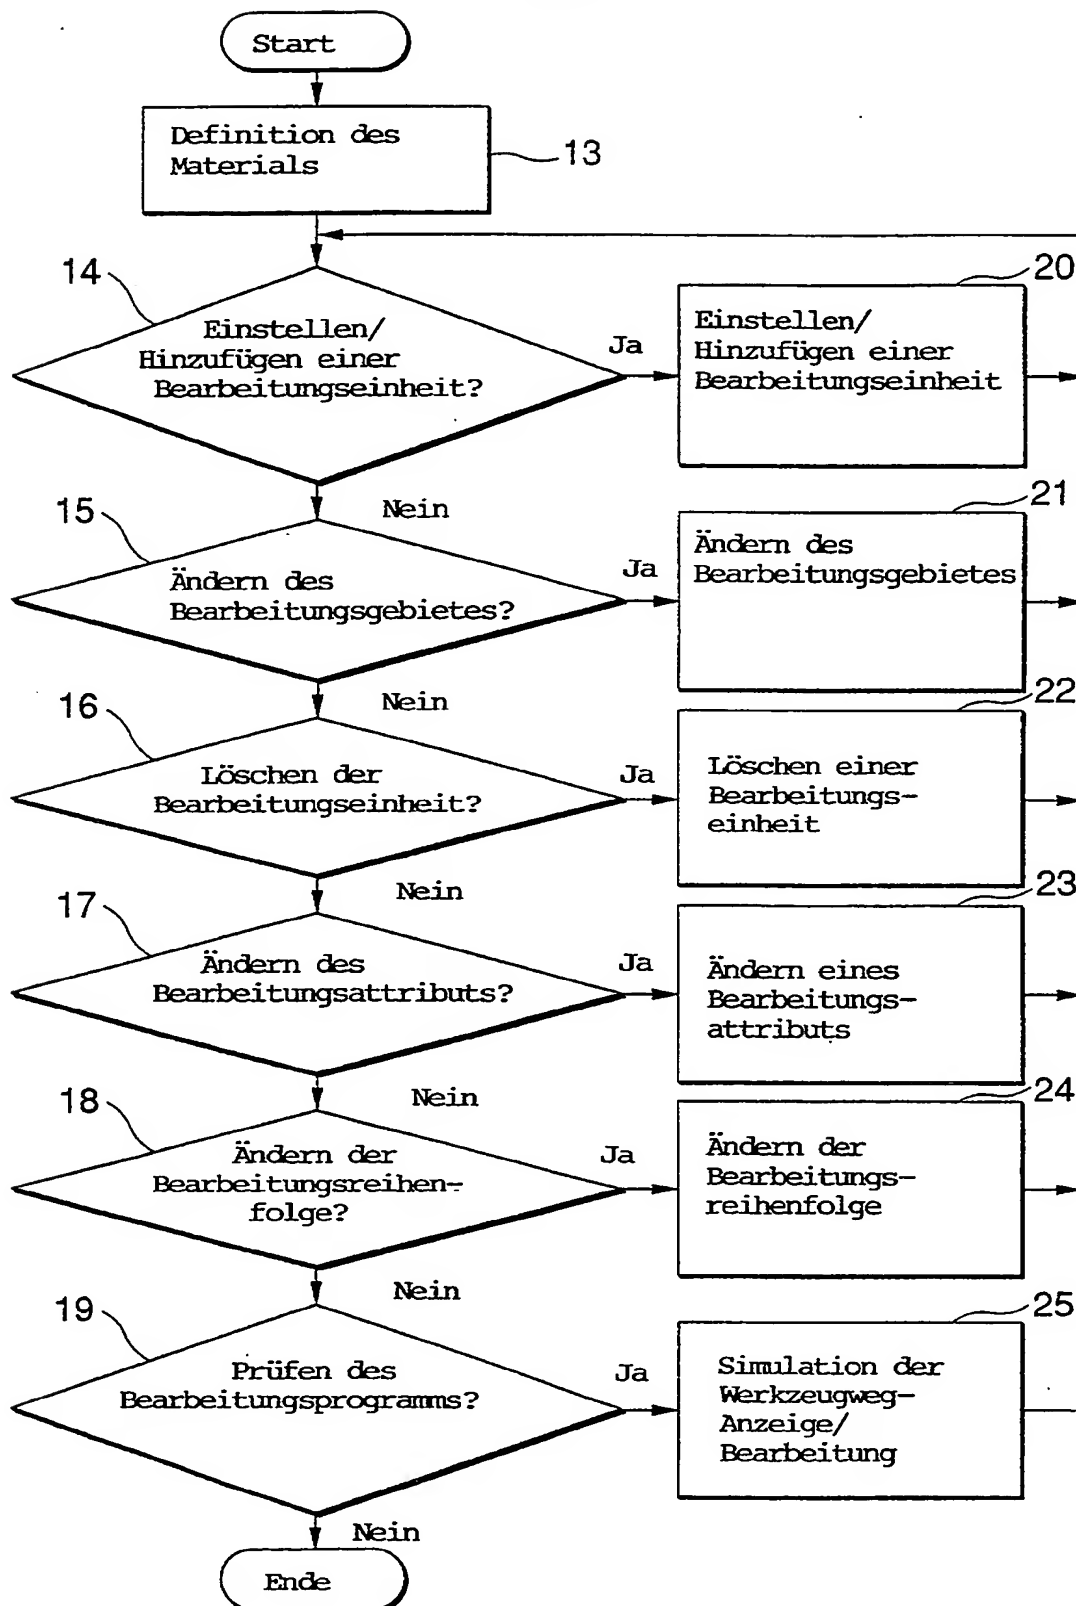 Start
Definition des
Materials
13
14
Einstellen/
Hinzufügen einer
Bearbeitungseinheit?
Ja
20
Einstellen/
Hinzufügen einer
Bearbeitungseinheit
Nein
15
Ändern des
Bearbeitungsgebietes?
Ja
21
Ändern des
Bearbeitungsgebietes
Nein
16
Löschen der
Bearbeitungseinheit?
Ja
22
Löschen einer
Bearbeitungs-
einheit
Nein
17
Ändern des
Bearbeitungsattributs?
Ja
23
Ändern eines
Bearbeitungs-
attributs
Nein
18
Ändern der
Bearbeitungsreihen-
folge?
Ja
24
Ändern der
Bearbeitungs-
reihenfolge
Nein
19
Prüfen des
Bearbeitungsprogramms?
Ja
25
Simulation der
Werkzeugweg-
Anzeige/
Bearbeitung
Nein
Ende